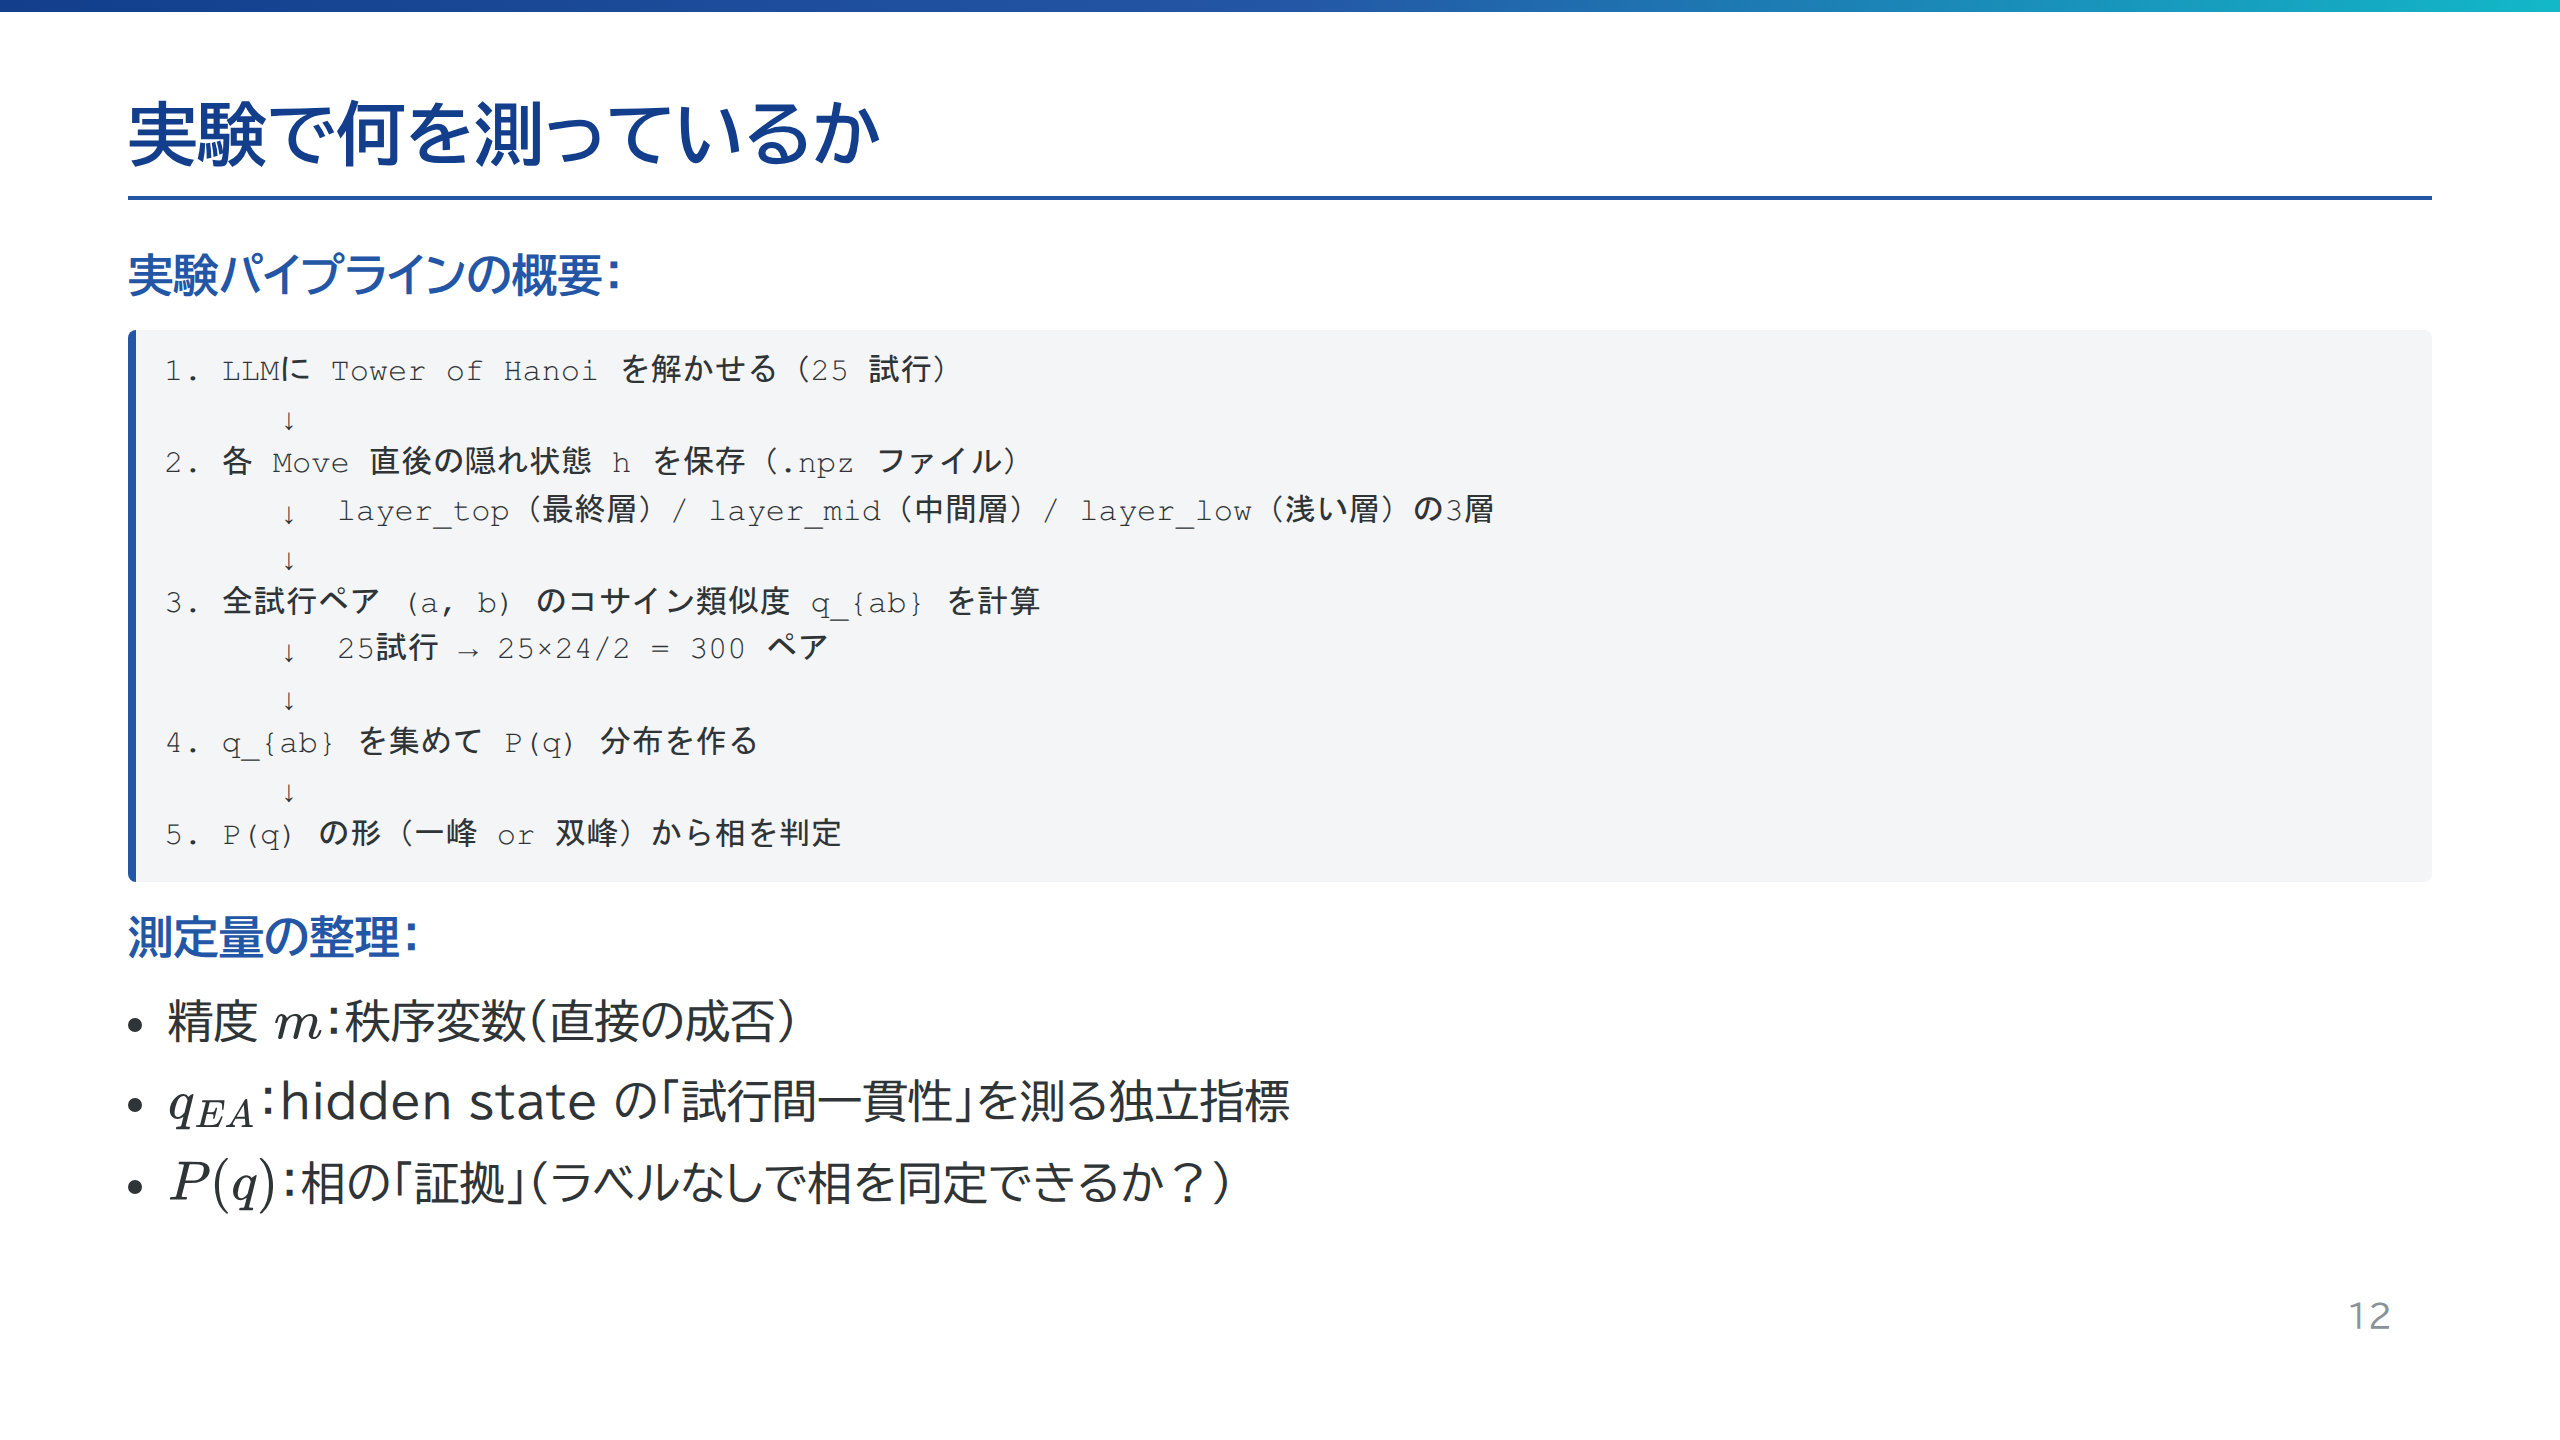 実験で何を測っているか
実験パイプラインの概要：
1. LLMに Tower of Hanoi を解かせる（25 試行）
↓
2. 各 Move 直後の隠れ状態 h を保存（.npz ファイル）
↓ layer_top（最終層）/ layer_mid（中間層）/ layer_low（浅い層）の3層
↓
3. 全試行ペア (a, b) のコサイン類似度 q_{ab} を計算
↓ 25試行 → 25×24/2 = 300 ペア
↓
4. q_{ab} を集めて P(q) 分布を作る
↓
5. P(q) の形（一峰 or 双峰）から相を判定
測定量の整理：
• 精度 m：秩序変数（直接の成否）
• q_{EA}：hidden state の「試行間一貫性」を測る独立指標
• P(q)：相の「証拠」（ラベルなしで相を同定できるか？）
12